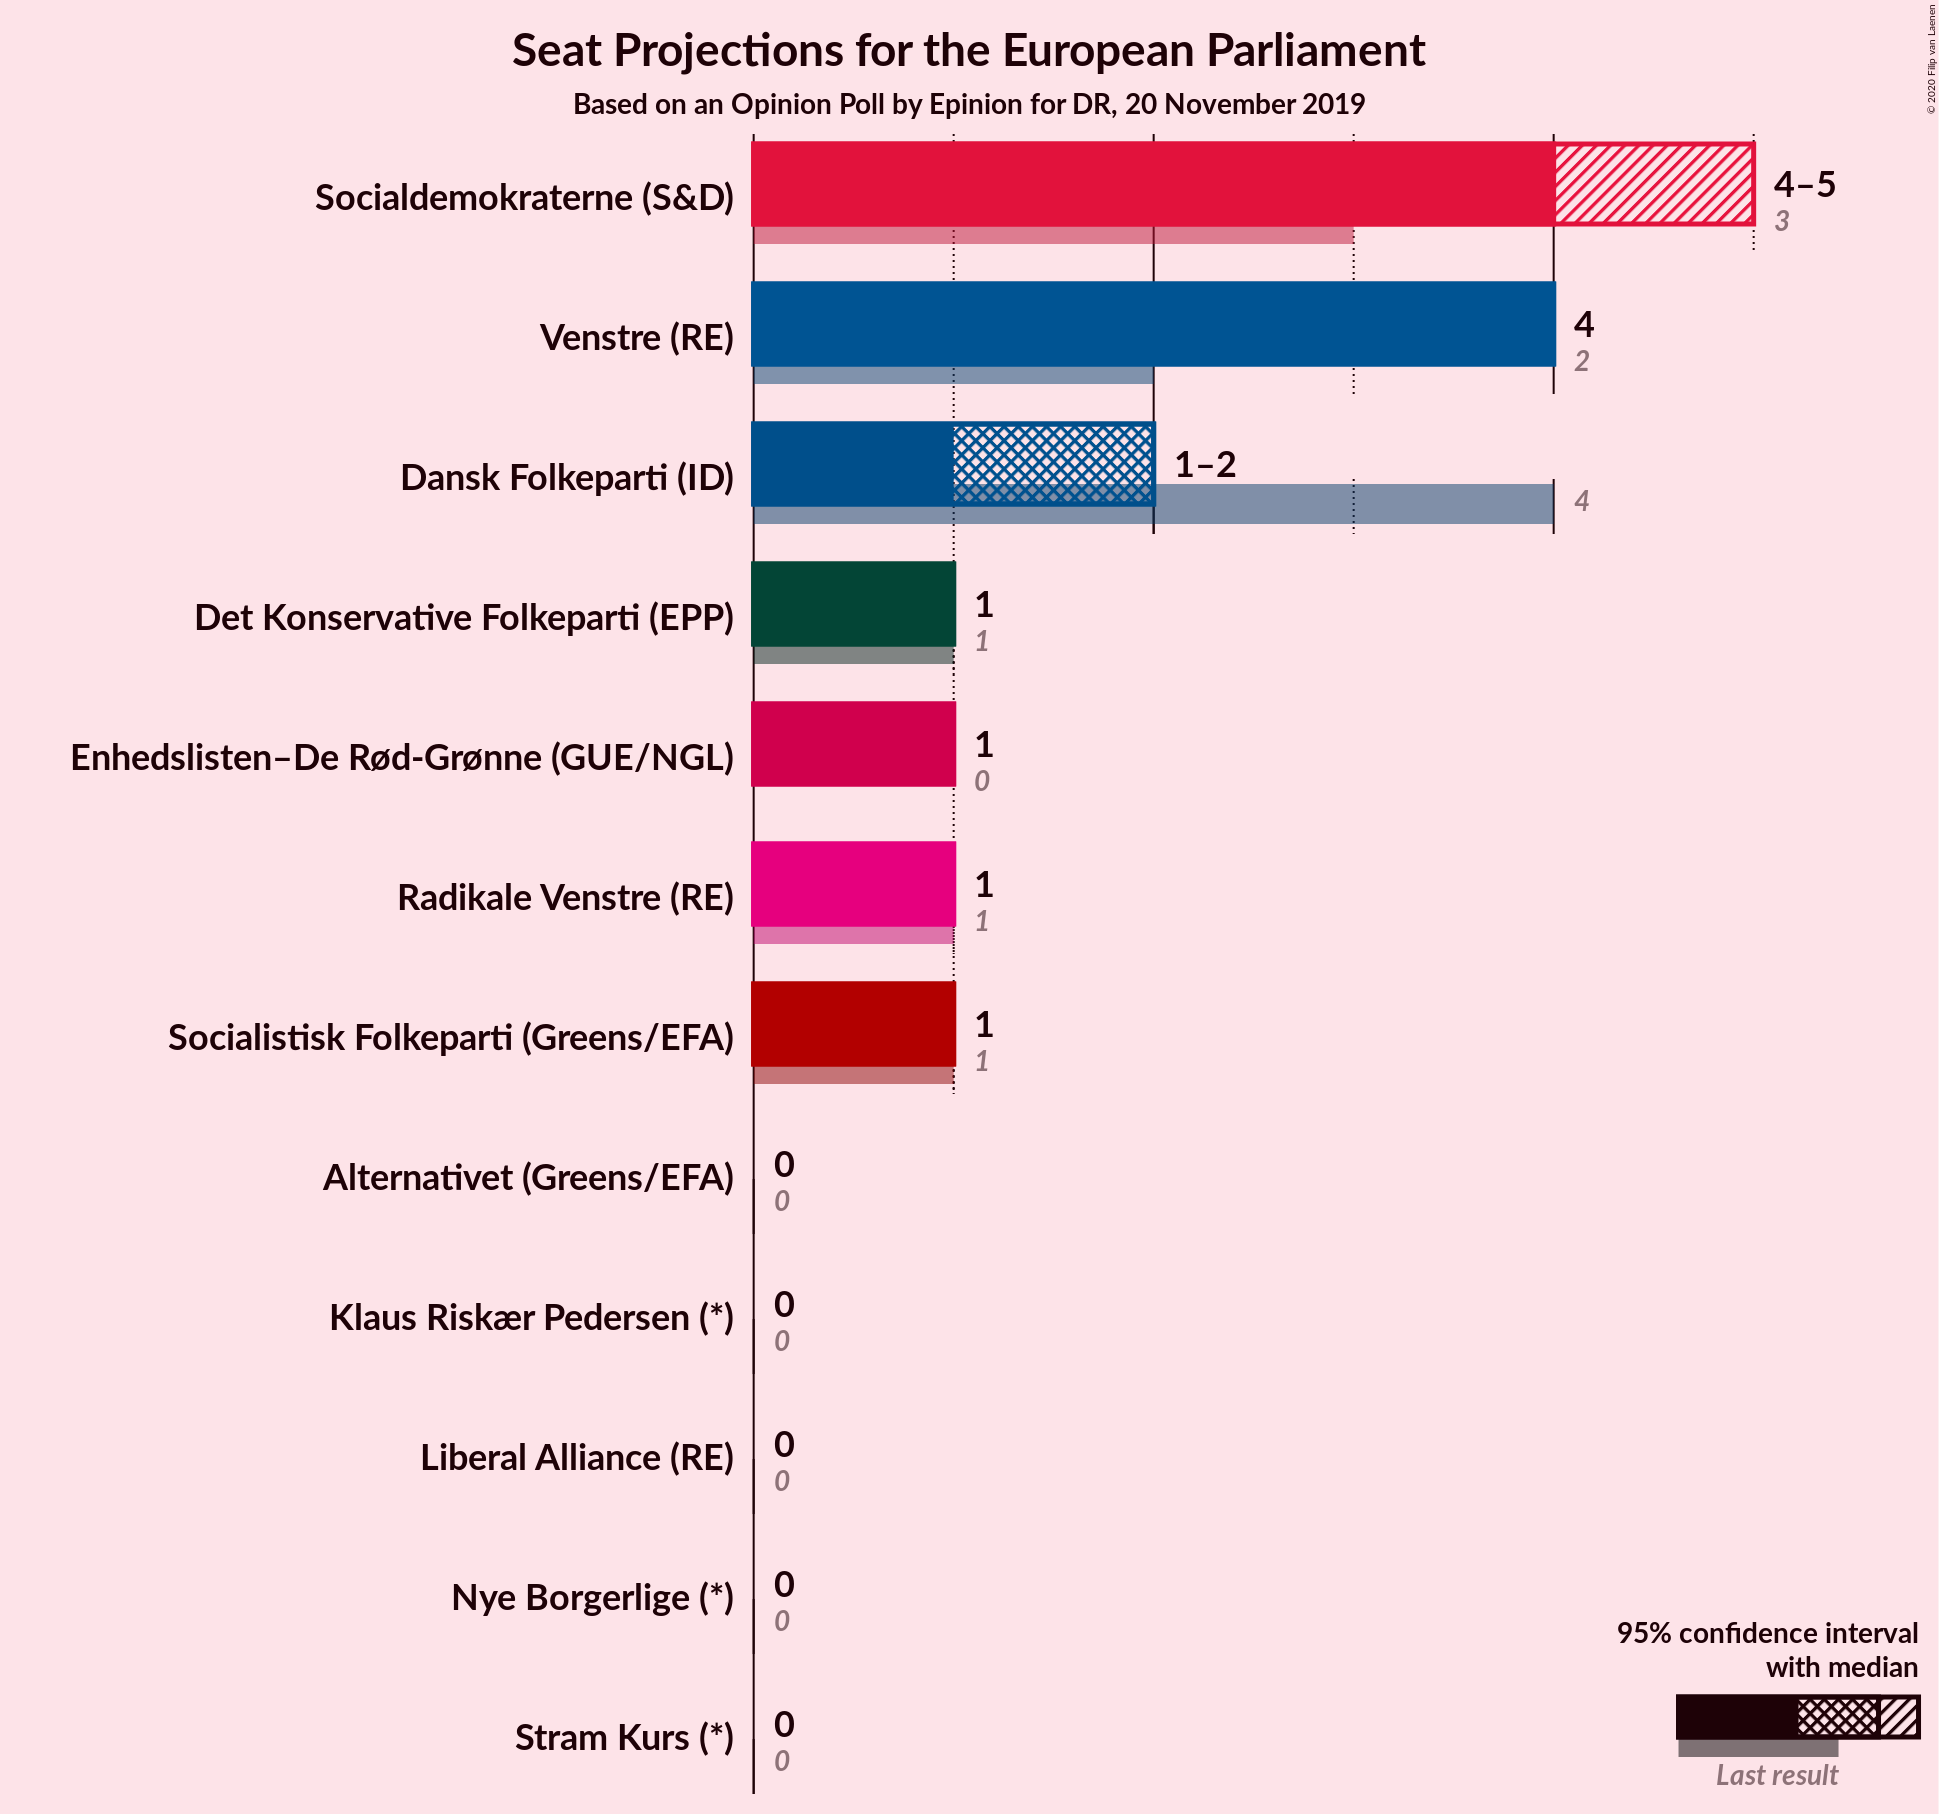 Seat Projections for the European Parliament
Based on an Opinion Poll by Epinion for DR, 20 November 2019
© 2020 Filip van Laenen
Socialdemokraterne (S&D)
4–5
3
Venstre (RE)
4
2
Dansk Folkeparti (ID)
1–2
4
Det Konservative Folkeparti (EPP)
1
1
Enhedslisten–De Rød-Grønne (GUE/NGL)
1
0
Radikale Venstre (RE)
1
1
Socialistisk Folkeparti (Greens/EFA)
1
1
Alternativet (Greens/EFA)
0
0
Klaus Riskær Pedersen (*)
0
0
Liberal Alliance (RE)
0
0
Nye Borgerlige (*)
0
0
Stram Kurs (*)
0
0
95% confidence interval
with median
Last result